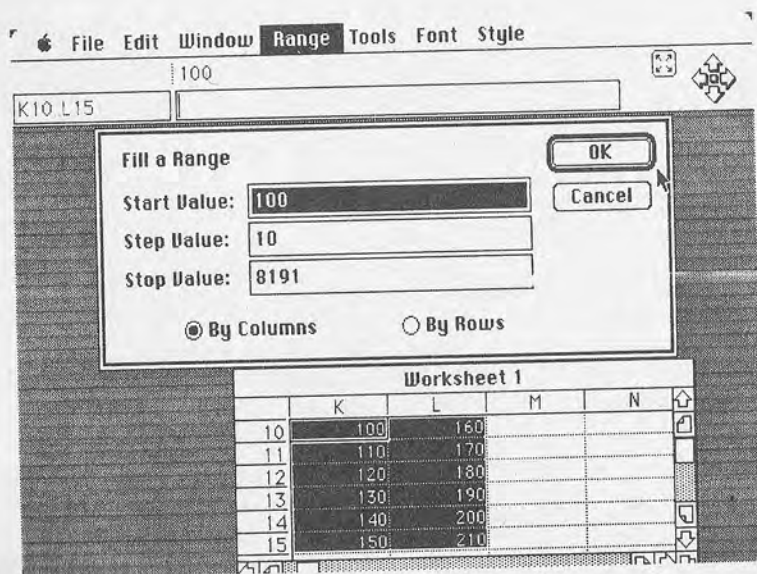 File Edit Window Range Tools Font Style
100
K10 L15
Fill a Range
OK
Start Value: 100
Cancel
Step Value: 10
Stop Value: 8191
By Columns By Rows
Worksheet 1
K L M N
10 100 160
11 110 170
12 120 180
13 130 190
14 140 200
15 150 210